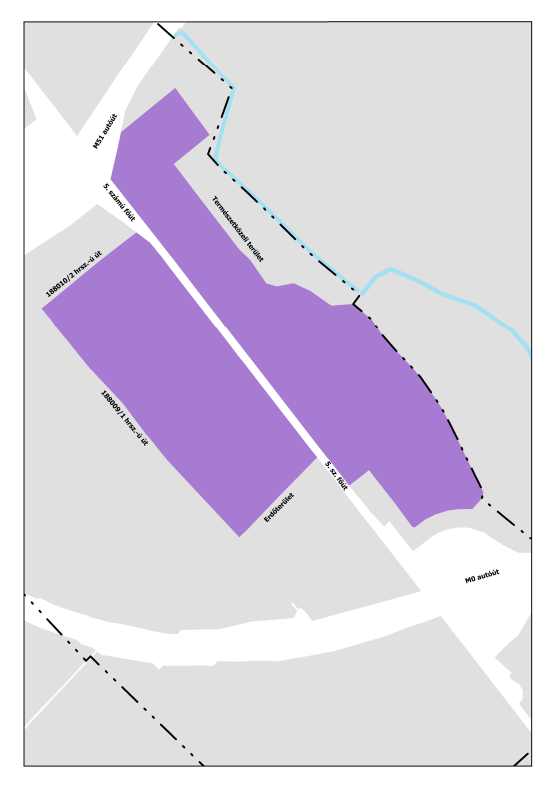 M51 autóút
5. számú főút
Természetközeli terület
188010/2 hrsz.-ú út
188009/1 hrsz.-ú út
5. sz. főút
Erdőterület
M0 autóút